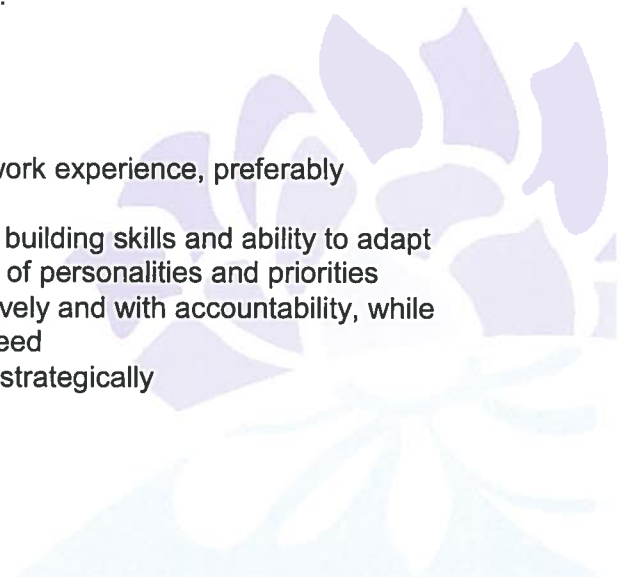 .
work experience, preferably
building skills and ability to adapt
of personalities and priorities
vely and with accountability, while
eed
strategically